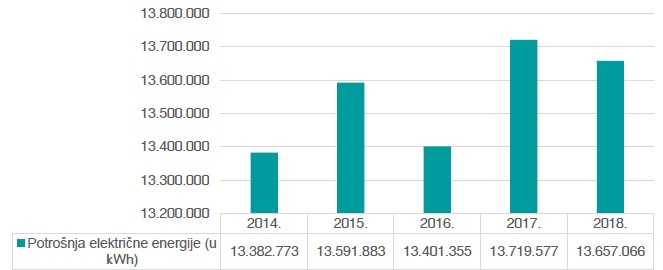 13.800.000
13.700.000
13.600.000
13.500.000
13.400.000
13.300.000
13.200.000
2014. 2015. 2016. 2017. 2018.
Potrošnja električne energije (u
kWh) 13.382.773 13.591.883 13.401.355 13.719.577 13.657.066